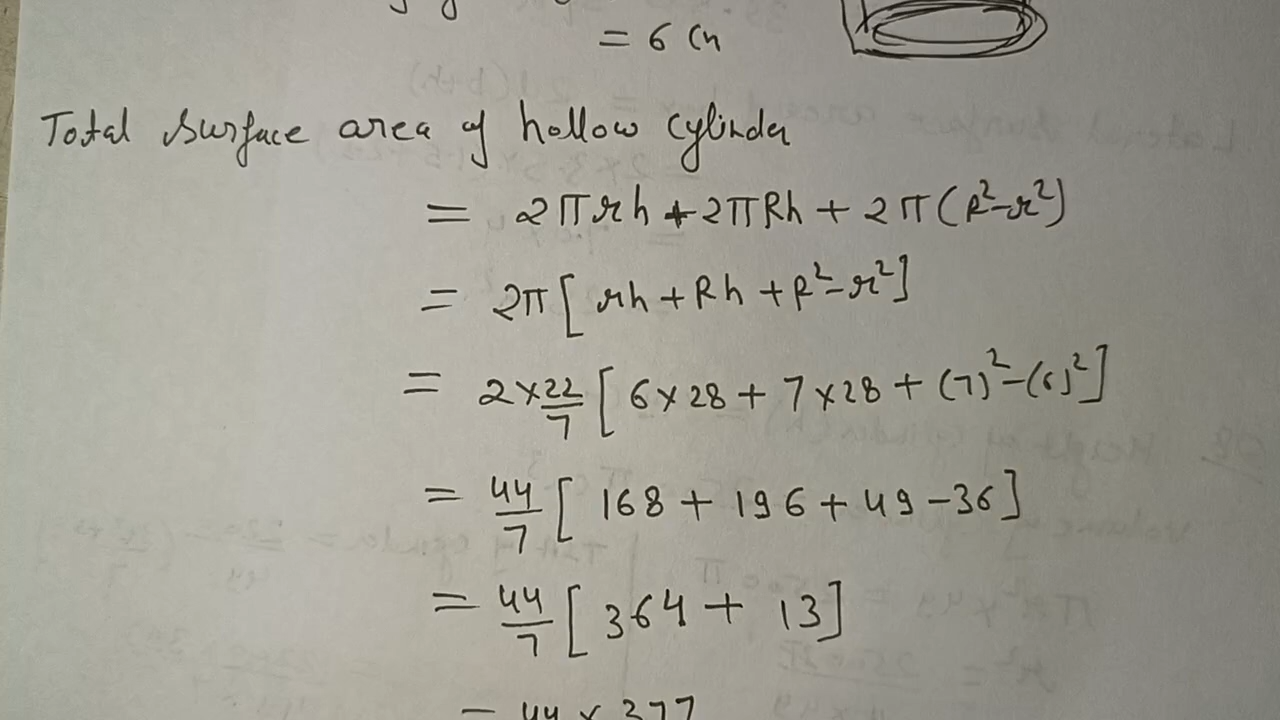 = 6 cm
Total surface area of hollow cylinder
= 2πrh + 2πRh + 2π(R²-r²)
= 2π[rh + Rh + R²-r²]
= 2×22/7 [6×28 + 7×28 + (7)²-(6)²]
= 44/7 [168 + 196 + 49-36]
= 44/7 [364 + 13]
= 44 × 377